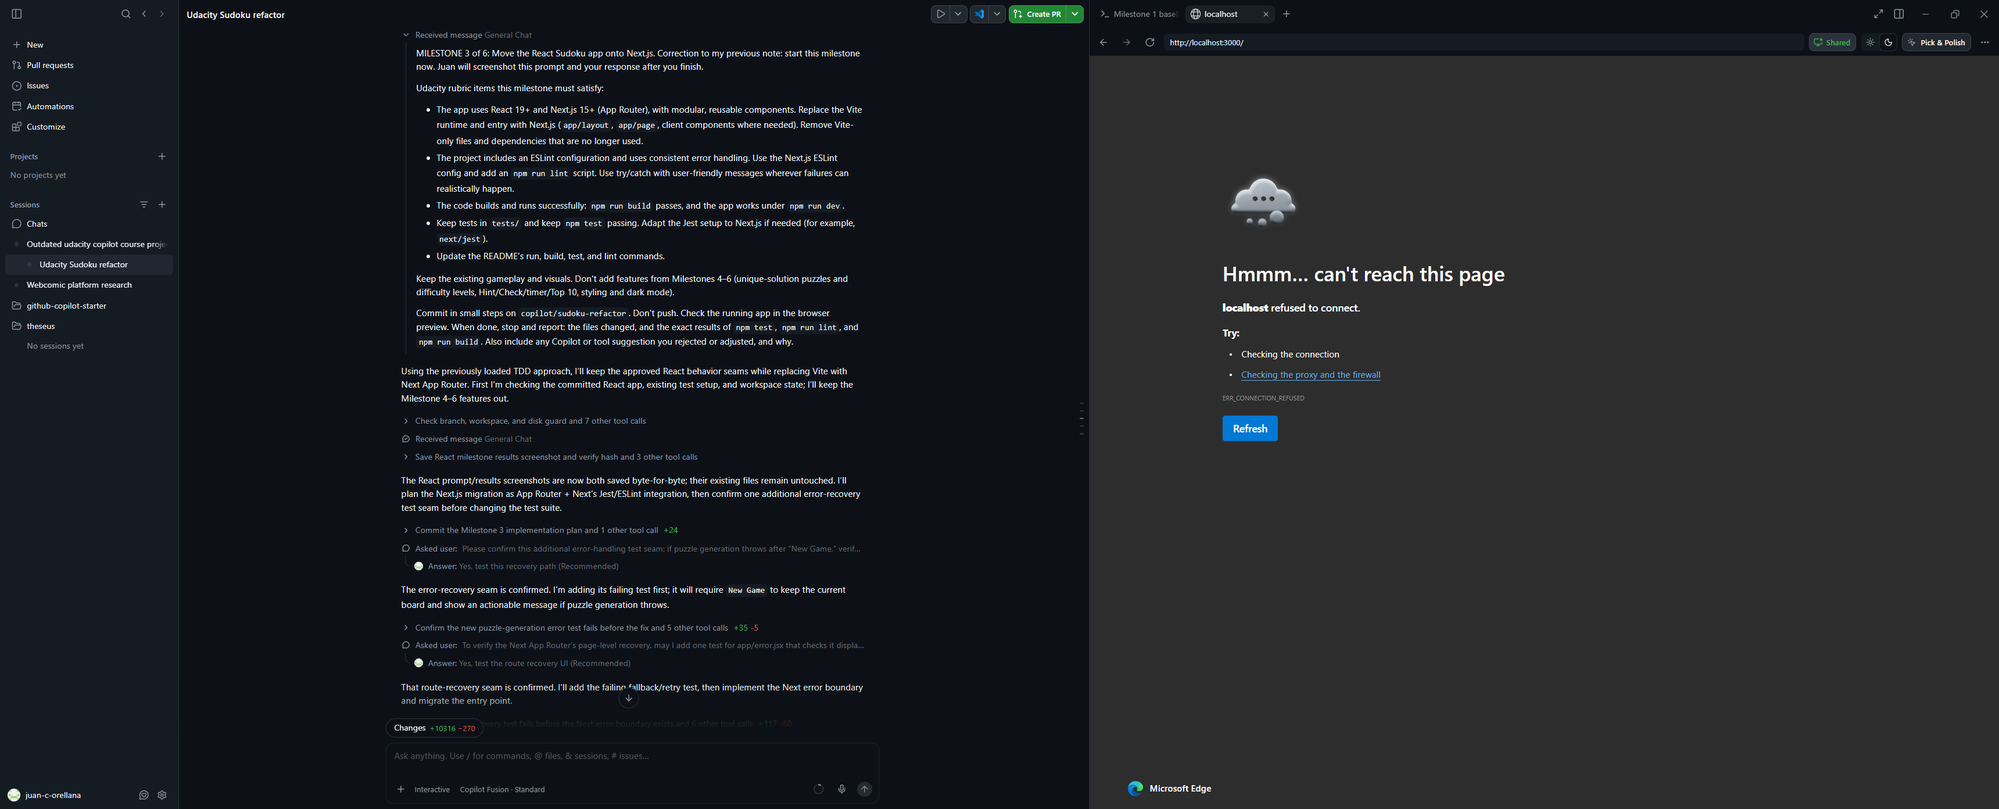 Udacity Sudoku refactor
Create PR
Milestone 1 base
localhost
http://localhost:3000/
Shared
Pick & Polish
New
Pull requests
Issues
Automations
Customize
Projects
No projects yet
Sessions
Chats
Outdated udacity copilot course proje
Udacity Sudoku refactor
Webcomic platform research
github-copilot-starter
theseus
No sessions yet
juan-c-orellana
Received message General Chat
MILESTONE 3 of 6: Move the React Sudoku app onto Next.js. Correction to my previous note: start this milestone
now. Juan will screenshot this prompt and your response after you finish.
Udacity rubric items this milestone must satisfy:
• The app uses React 19+ and Next.js 15+ (App Router), with modular, reusable components. Replace the Vite
runtime and entry with Next.js ( app/layout, app/page, client components where needed). Remove Vite-
only files and dependencies that are no longer used.
• The project includes an ESLint configuration and uses consistent error handling. Use the Next.js ESLint
config and add an npm run lint script. Use try/catch with user-friendly messages wherever failures can
realistically happen.
• The code builds and runs successfully: npm run build passes, and the app works under npm run dev.
• Keep tests in tests/ and keep npm test passing. Adapt the Jest setup to Next.js if needed (for example,
next/jest ).
• Update the README's run, build, test, and lint commands.
Keep the existing gameplay and visuals. Don't add features from Milestones 4–6 (unique-solution puzzles and
difficulty levels, Hint/Check/timer/Top 10, styling and dark mode).
Commit in small steps on copilot/sudoku-refactor. Don't push. Check the running app in the browser
preview. When done, stop and report: the files changed, and the exact results of npm test, npm run lint, and
npm run build. Also include any Copilot or tool suggestion you rejected or adjusted, and why.
Using the previously loaded TDD approach, I'll keep the approved React behavior seams while replacing Vite with
Next App Router. First I'm checking the committed React app, existing test setup, and workspace state; I'll keep the
Milestone 4–6 features out.
Check branch, workspace, and disk guard and 7 other tool calls
Received message General Chat
Save React milestone results screenshot and verify hash and 3 other tool calls
The React prompt/results screenshots are now both saved byte-for-byte; their existing files remain untouched. I'll
plan the Next.js migration as App Router + Next's Jest/ESLint integration, then confirm one additional error-recovery
test seam before changing the test suite.
Commit the Milestone 3 implementation plan and 1 other tool call +24
Asked user: Please confirm this additional error-handling test seam: if puzzle generation throws after "New Game," verif...
Answer: Yes, test this recovery path (Recommended)
The error-recovery seam is confirmed. I'm adding its failing test first; it will require New Game to keep the current
board and show an actionable message if puzzle generation throws.
Confirm the new puzzle-generation error test fails before the fix and 5 other tool calls +35 -5
Asked user: To verify the Next App Router's page-level recovery, may I add one test for app/error.jsx that checks it displa...
Answer: Yes, test the route recovery UI (Recommended)
That route-recovery seam is confirmed. I'll add the failing fallback/retry test, then implement the Next error boundary
and migrate the entry point.
very test fails before the Next error boundary exists and 6 other tool calls
Changes +10316 −270
Ask anything. Use / for commands, @ files, & sessions, # issues...
Interactive
Copilot Fusion · Standard
Hmmm... can't reach this page
localhost refused to connect.
Try:
• Checking the connection
• Checking the proxy and the firewall
ERR_CONNECTION_REFUSED
Refresh
Microsoft Edge